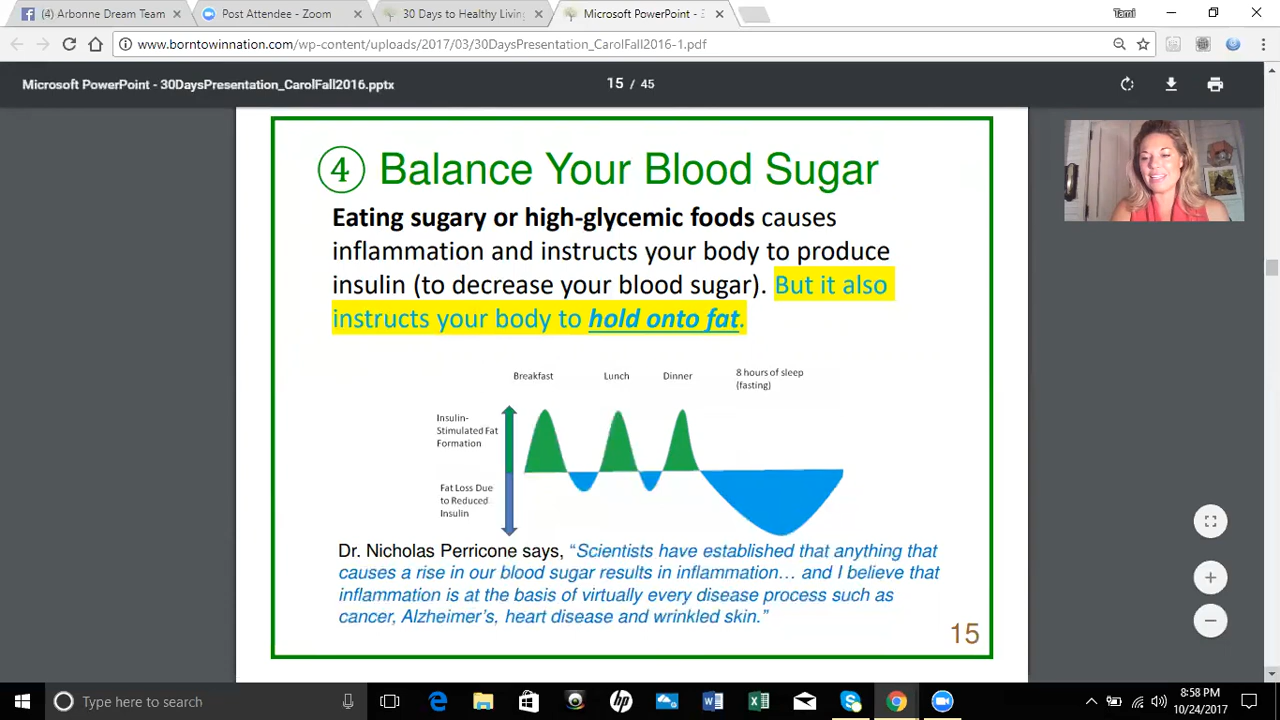 (4) Arbonne Dream Team
Post Attendee - Zoom
30 Days to Healthy Living
Microsoft PowerPoint - 3
Tami
www.borntowinnation.com/wp-content/uploads/2017/03/30DaysPresentation_CarolFall2016-1.pdf
Microsoft PowerPoint - 30DaysPresentation_CarolFall2016.pptx
15 / 45
④ Balance Your Blood Sugar
Eating sugary or high-glycemic foods causes
inflammation and instructs your body to produce
insulin (to decrease your blood sugar). But it also
instructs your body to hold onto fat.
Breakfast
Lunch
Dinner
8 hours of sleep
(fasting)
Insulin-
Stimulated Fat
Formation
Fat Loss Due
to Reduced
Insulin
Dr. Nicholas Perricone says, “Scientists have established that anything that
causes a rise in our blood sugar results in inflammation… and I believe that
inflammation is at the basis of virtually every disease process such as
cancer, Alzheimer’s, heart disease and wrinkled skin.”
15
Type here to search
8:58 PM
10/24/2017